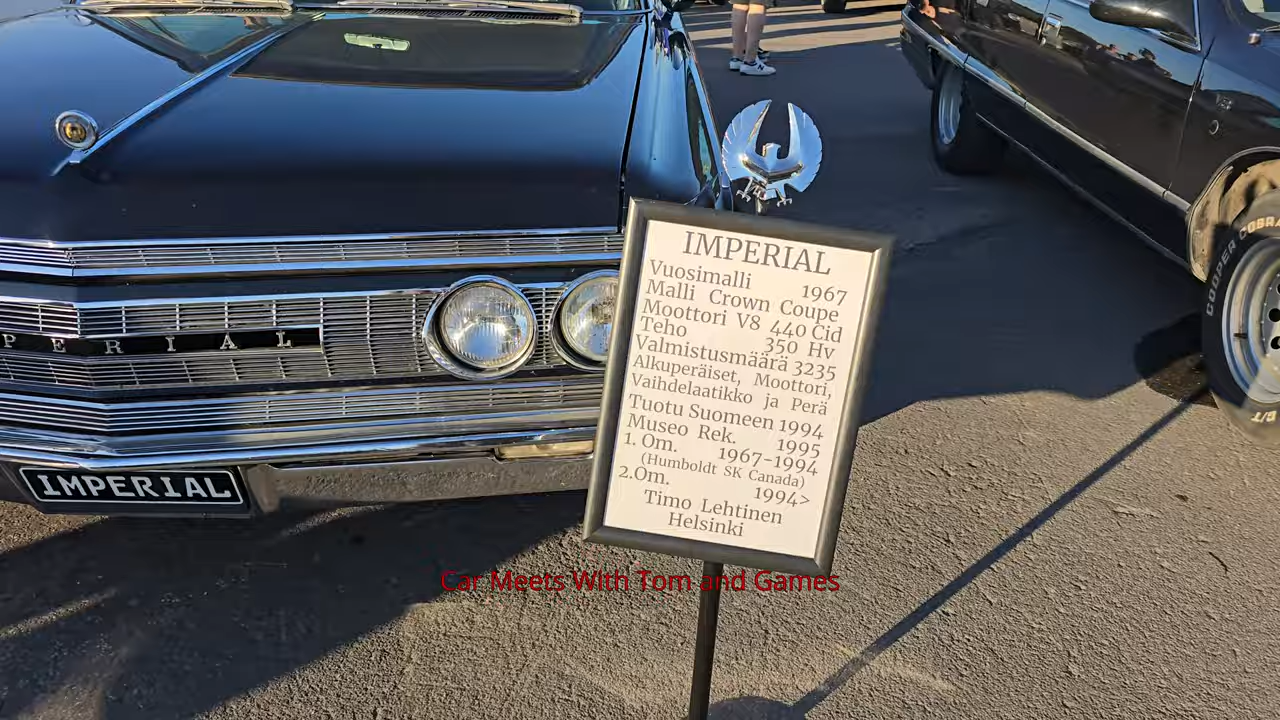 IMPERIAL
Vuosimalli 1967
Malli Crown Coupe
Moottori V8 440 Cid
Teho 350 Hv
Valmistusmäärä 3235
Alkuperäiset, Moottori,
Vaihdelaatikko ja Perä
Tuotu Suomeen 1994
Museo Rek. 1995
1. Om. 1967-1994
(Humboldt SK Canada)
2.Om. 1994>
Timo Lehtinen
Helsinki
PERIAL
IMPERIAL
COOPER COBRA
R/T
V8
Car Meets With Tom and Games